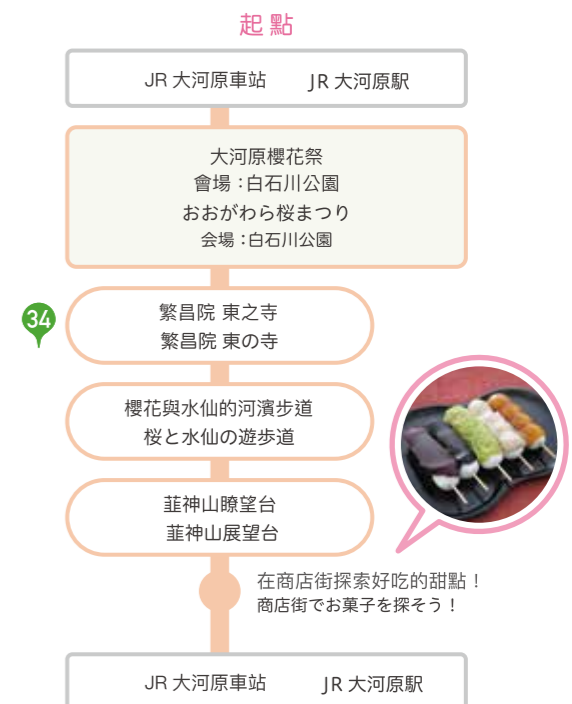 起點
JR 大河原車站 JR 大河原駅
大河原櫻花祭
會場：白石川公園
おおがわら桜まつり
会場：白石川公園
34
繁昌院 東之寺
繁昌院 東の寺
櫻花與水仙的河濱步道
桜と水仙の遊歩道
韮神山瞭望台
韮神山展望台
在商店街探索好吃的甜點！
商店街でお菓子を探そう！
JR 大河原車站 JR 大河原駅